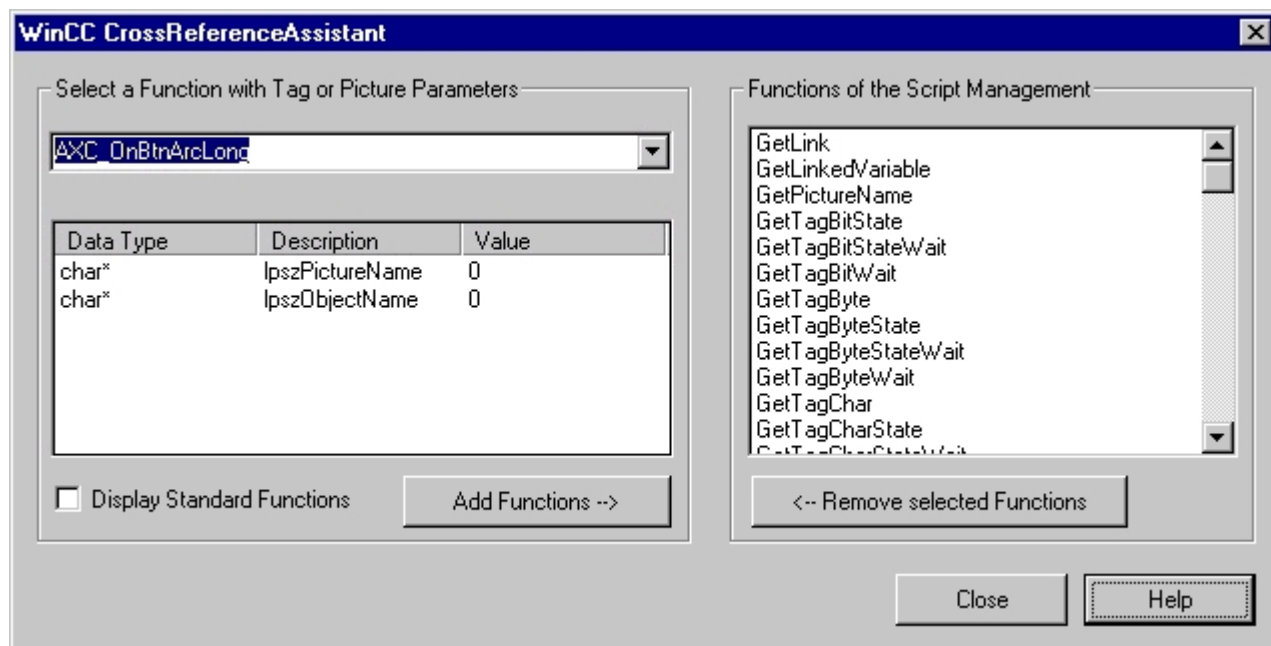 WinCC CrossReferenceAssistant
Select a Function with Tag or Picture Parameters
AXC_OnBtnArcLong
Data Type Description Value
char* lpszPictureName 0
char* lpszObjectName 0
Display Standard Functions
Add Functions -->
Functions of the Script Management
GetLink
GetLinkedVariable
GetPictureName
GetTagBitState
GetTagBitStateWait
GetTagBitWait
GetTagByte
GetTagByteState
GetTagByteStateWait
GetTagByteWait
GetTagChar
GetTagCharState
GetTagCharStateWait
<-- Remove selected Functions
Close
Help